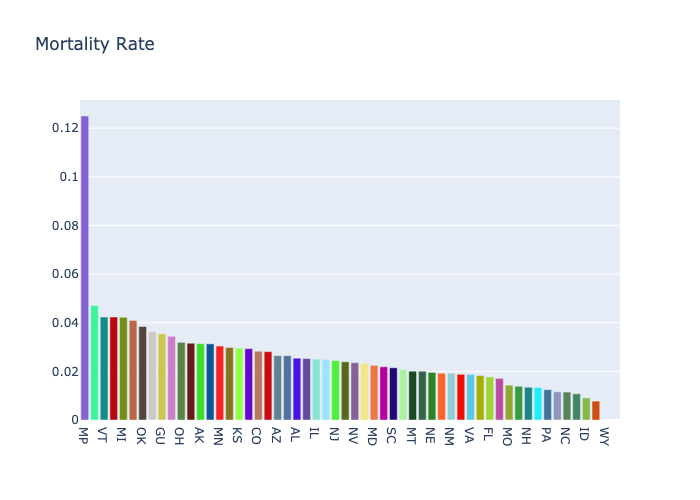 Mortality Rate
0.12
0.1
0.08
0.06
0.04
0.02
0
MP
VT
MI
OK
GU
OH
AK
MN
KS
CO
AZ
AL
IL
NJ
NV
MD
SC
MT
NE
NM
VA
FL
MO
NH
PA
NC
ID
WY